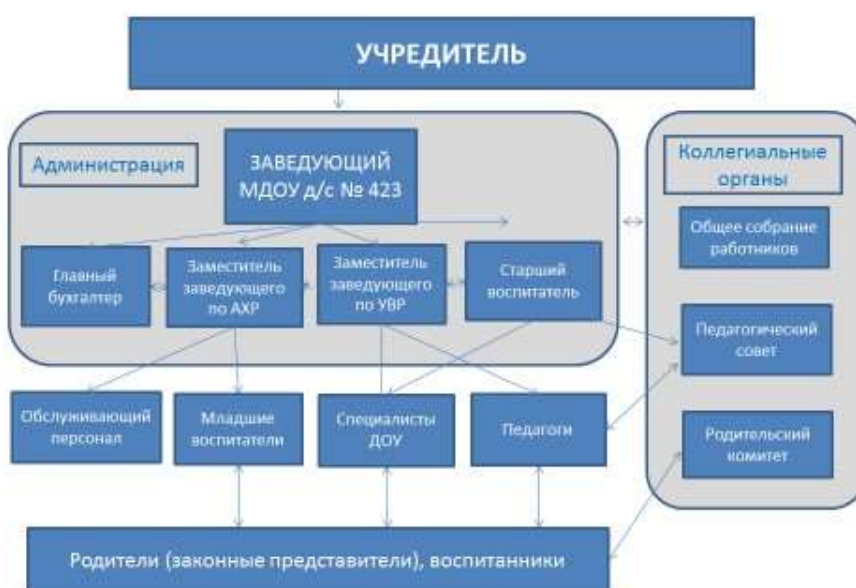 УЧРЕДИТЕЛЬ
Администрация
ЗАВЕДУЮЩИЙ
МДОУ д/с № 423
Коллегиальные
органы
Общее собрание
работников
Главный
бухгалтер
Заместитель
заведующего
по АХР
Заместитель
заведующего
по УВР
Старший
воспитатель
Педагогический
совет
Обслуживающий
персонал
Младшие
воспитатели
Специалисты
ДОУ
Педагоги
Родительский
комитет
Родители (законные представители), воспитанники